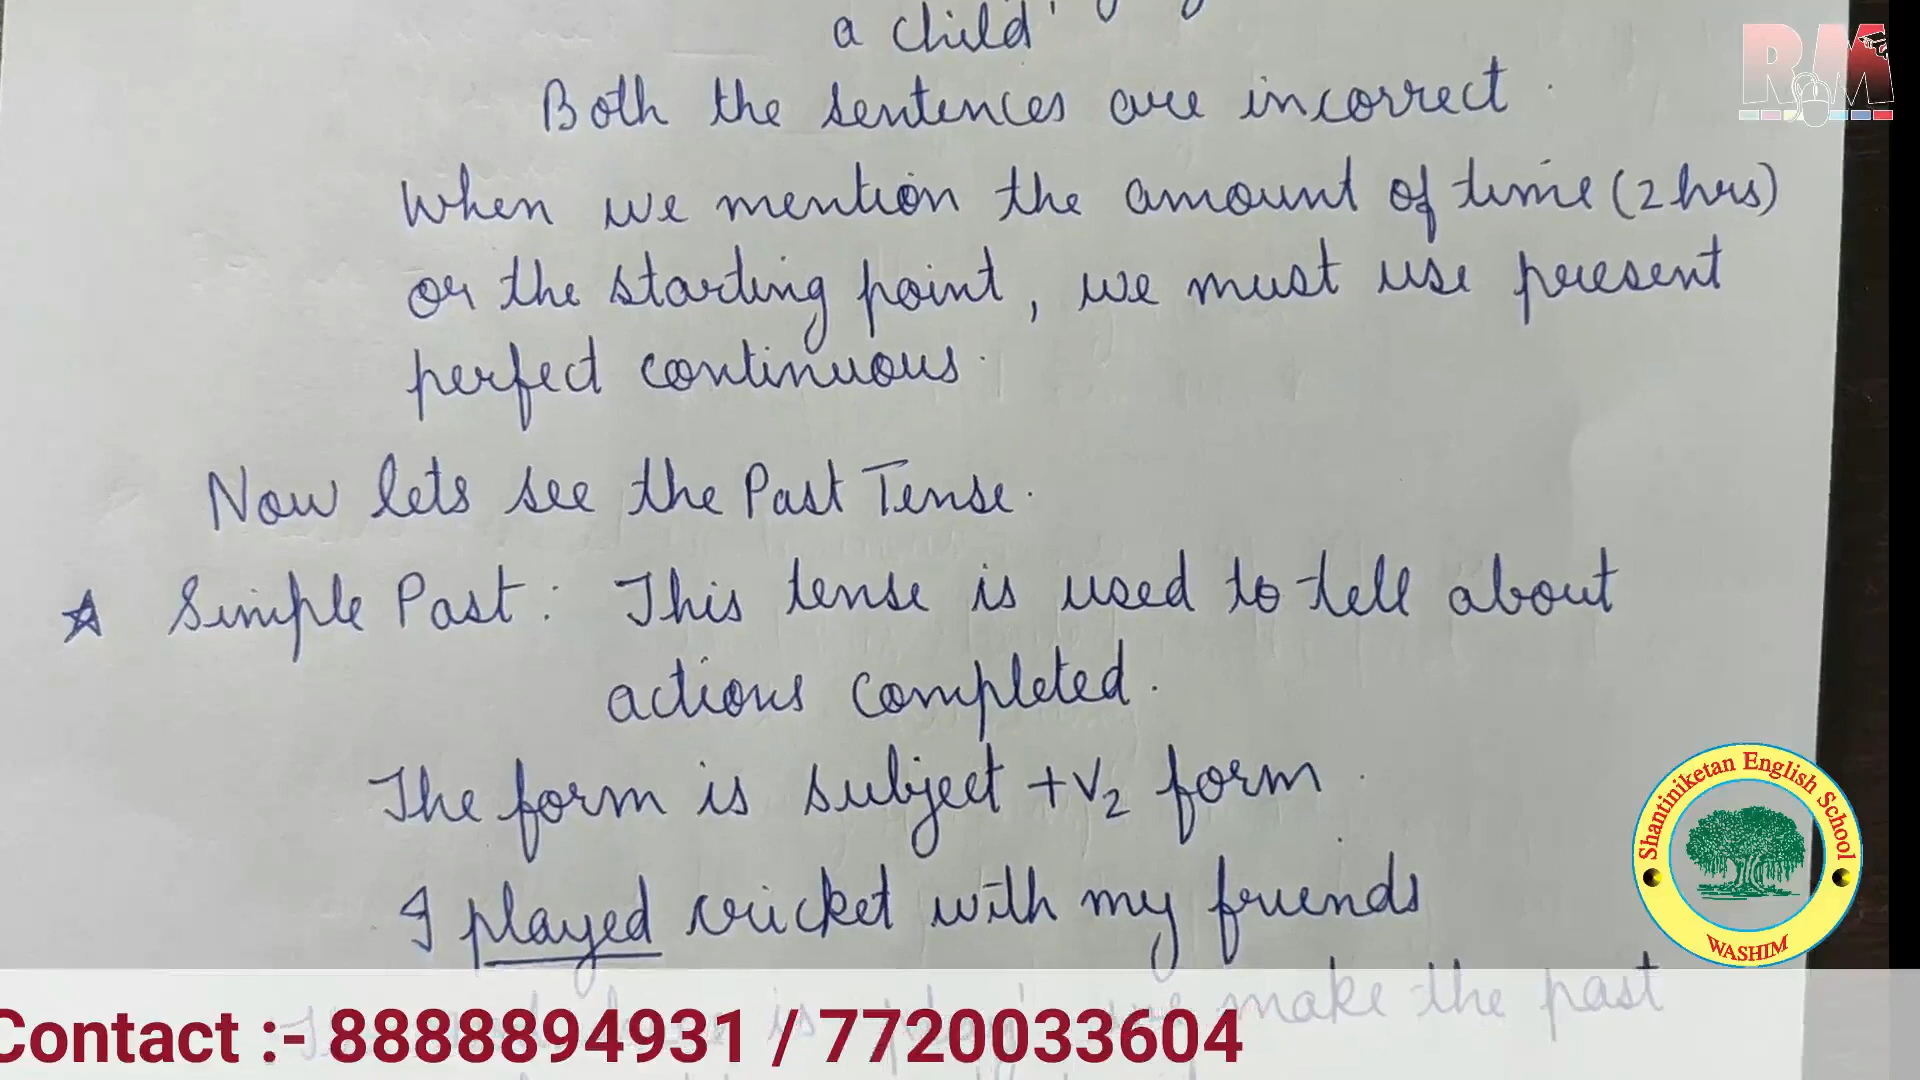 a child'
Both the sentences are incorrect.
When we mention the amount of time (2 hrs)
or the starting point, we must use present
perfect continuous.
Now lets see the Past Tense.
Simple Past: This tense is used to tell about
actions completed.
The form is subject + V2 form.
I played cricket with my friends
is we make the past
Contact :- 8888894931 / 7720033604
RM
Shantiniketan English School
WASHIM